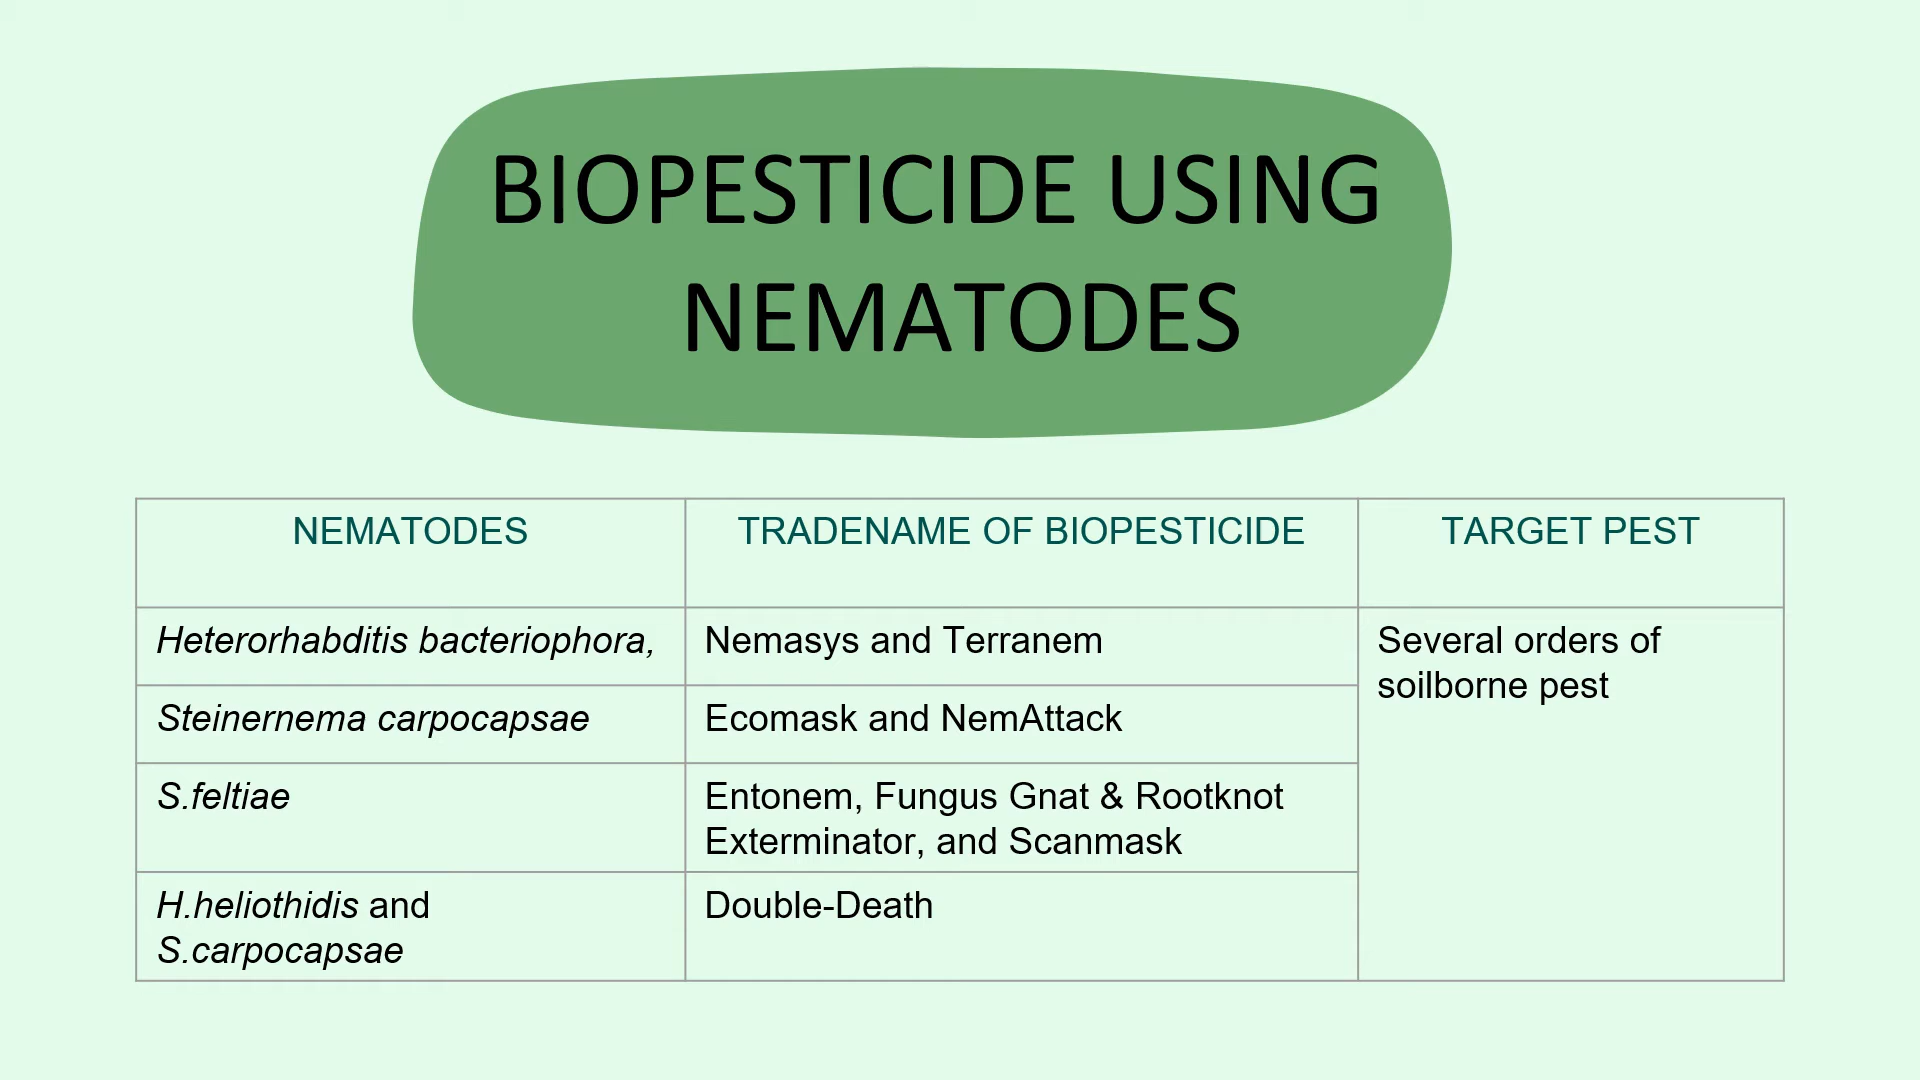 BIOPESTICIDE USING
NEMATODES
NEMATODES
TRADENAME OF BIOPESTICIDE
TARGET PEST
Heterorhabditis bacteriophora,
Nemasys and Terranem
Several orders of
soilborne pest
Steinernema carpocapsae
Ecomask and NemAttack
S.feltiae
Entonem, Fungus Gnat & Rootknot
Exterminator, and Scanmask
H.heliothidis and
S.carpocapsae
Double-Death